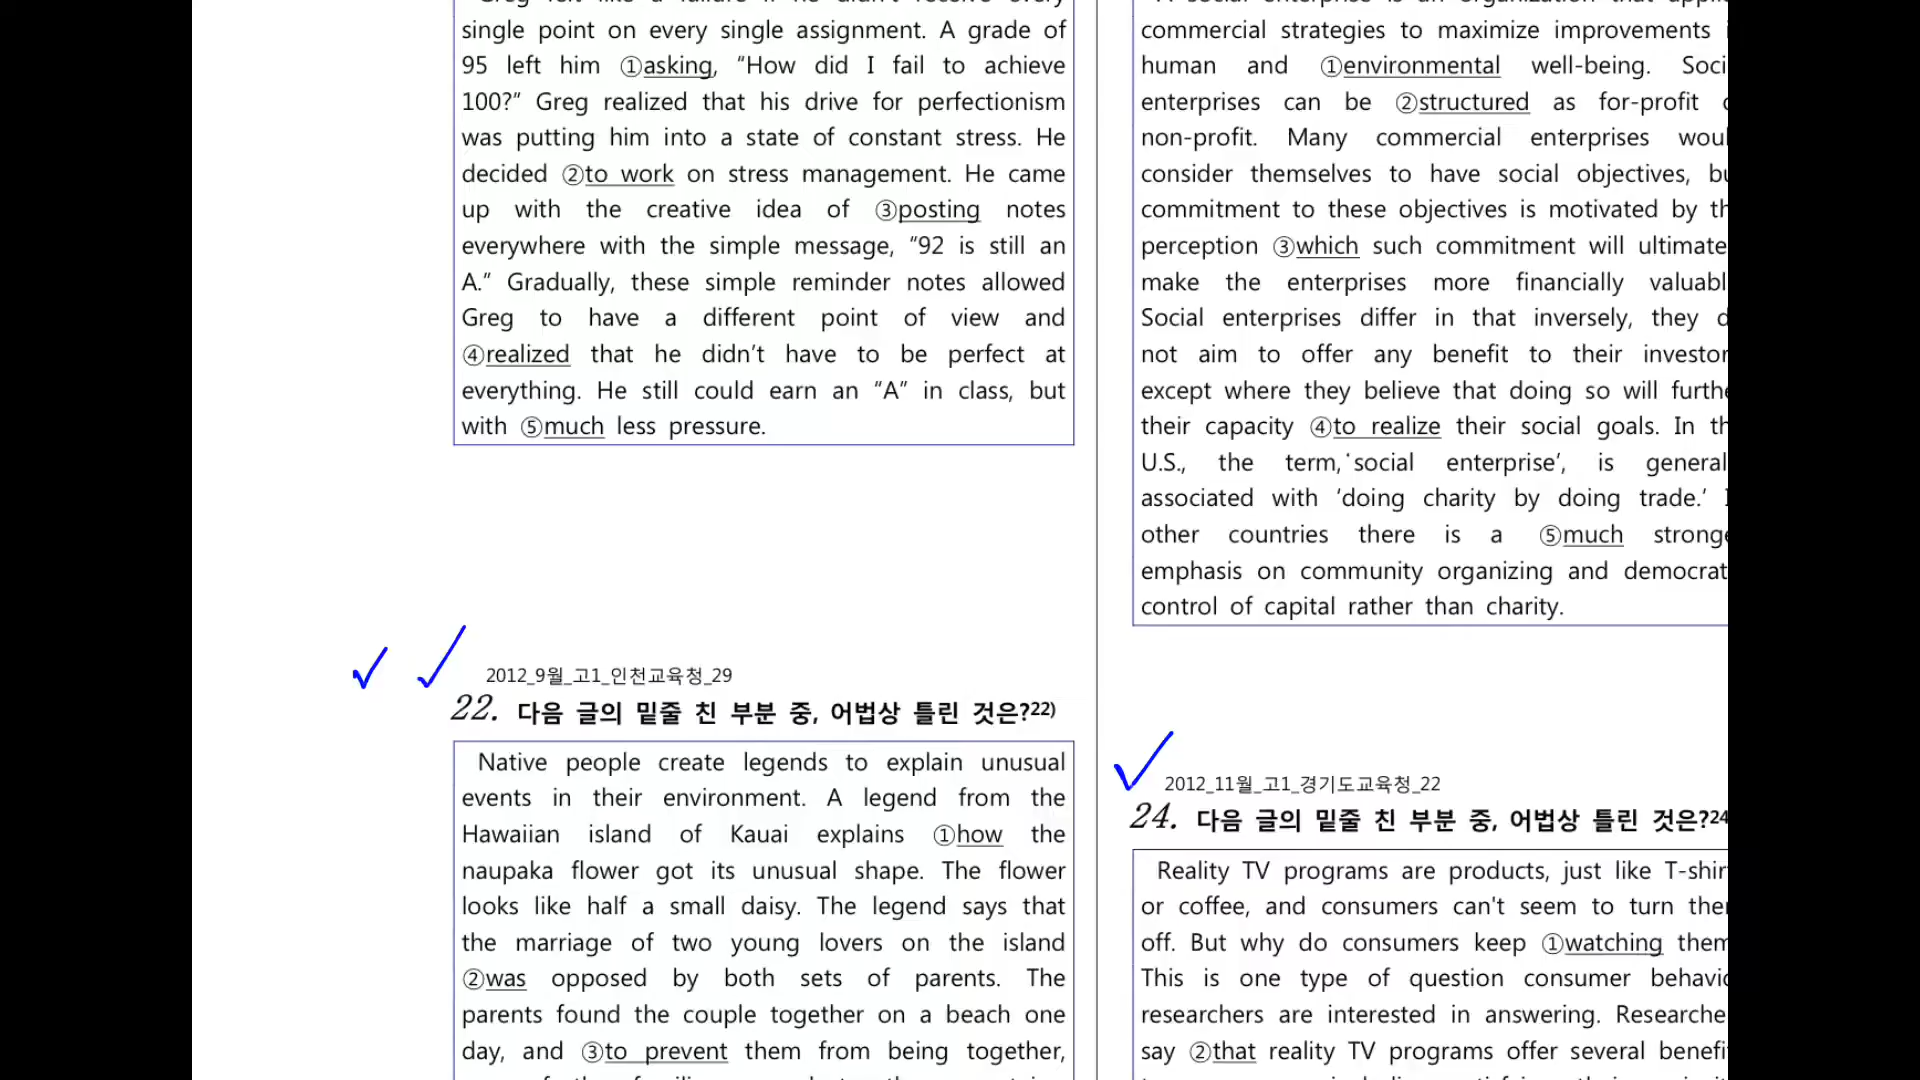 Greg felt like a failure if he didn't receive every
single point on every single assignment. A grade of
95 left him ①asking, “How did I fail to achieve
100?” Greg realized that his drive for perfectionism
was putting him into a state of constant stress. He
decided ②to work on stress management. He came
up with the creative idea of ③posting notes
everywhere with the simple message, “92 is still an
A.” Gradually, these simple reminder notes allowed
Greg to have a different point of view and
④realized that he didn’t have to be perfect at
everything. He still could earn an “A” in class, but
with ⑤much less pressure.
2012_9월_고1_인천교육청_29
22. 다음 글의 밑줄 친 부분 중, 어법상 틀린 것은?22)
Native people create legends to explain unusual
events in their environment. A legend from the
Hawaiian island of Kauai explains ①how the
naupaka flower got its unusual shape. The flower
looks like half a small daisy. The legend says that
the marriage of two young lovers on the island
②was opposed by both sets of parents. The
parents found the couple together on a beach one
day, and ③to prevent them from being together,
A social enterprise is an organization that
commercial strategies to maximize improvements
human and ①environmental well-being.
enterprises can be ②structured as for-profit
non-profit. Many commercial enterprises
consider themselves to have social objectives,
commitment to these objectives is motivated by
perception ③which such commitment will
make the enterprises more financially
Social enterprises differ in that inversely, they
not aim to offer any benefit to their
except where they believe that doing so will
their capacity ④to realize their social goals. In
U.S., the term,‘social enterprise’, is
associated with ‘doing charity by doing trade.’
other countries there is a ⑤much
emphasis on community organizing and
control of capital rather than charity.
2012_11월_고1_경기도교육청_22
24. 다음 글의 밑줄 친 부분 중, 어법상 틀린 것은?24
Reality TV programs are products, just like
or coffee, and consumers can't seem to turn
off. But why do consumers keep ①watching
This is one type of question consumer
researchers are interested in answering.
say ②that reality TV programs offer several